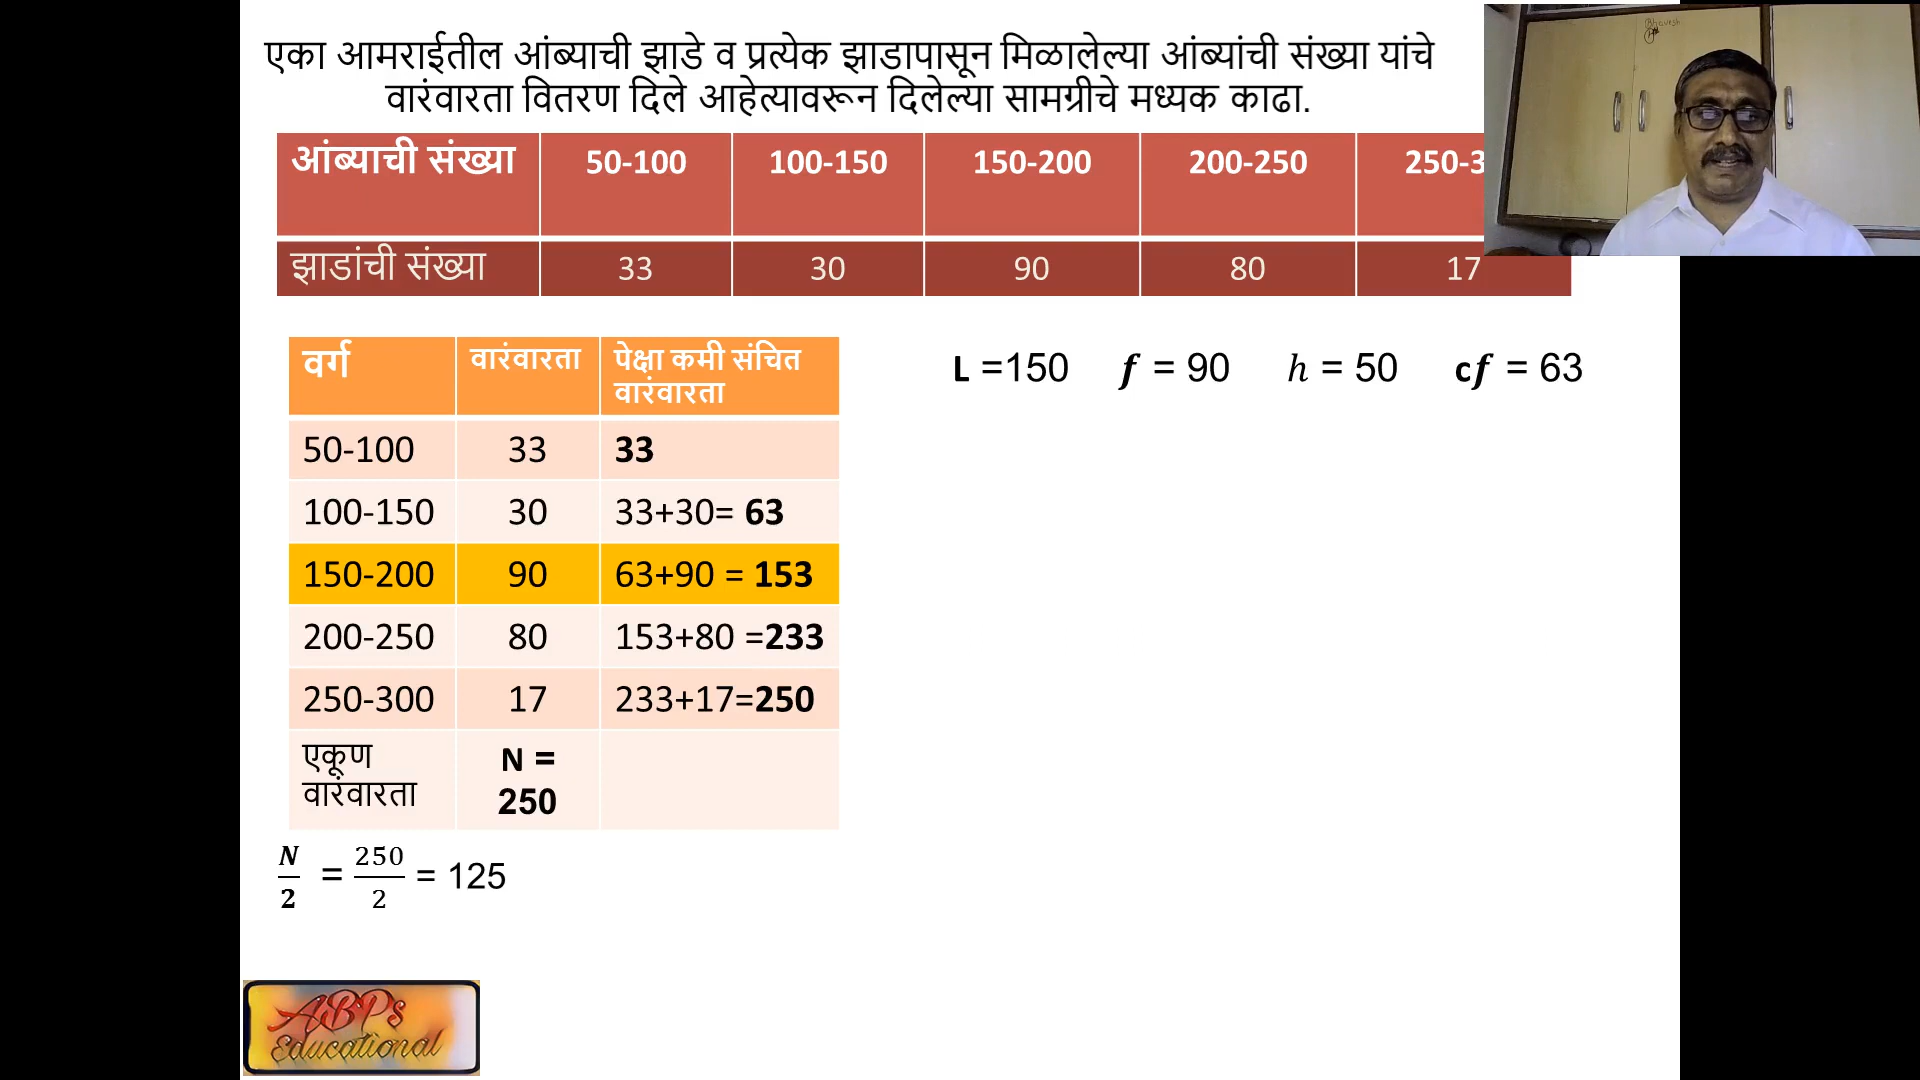 एका आमराईतील आंब्याची झाडे व प्रत्येक झाडापासून मिळालेल्या आंब्यांची संख्या यांचे
वारंवारता वितरण दिले आहेत्यावरून दिलेल्या सामग्रीचे मध्यक काढा.
आंब्याची संख्या 50-100 100-150 150-200 200-250 250-3
झाडांची संख्या 33 30 90 80 17
वर्ग वारंवारता पेक्षा कमी संचित
वारंवारता
50-100 33 33
100-150 30 33+30= 63
150-200 90 63+90 = 153
200-250 80 153+80 =233
250-300 17 233+17=250
एकूण
वारंवारता
N =
250
N/2 = 250/2 = 125
L =150 f = 90 h = 50 cf = 63
ABPs
Educational